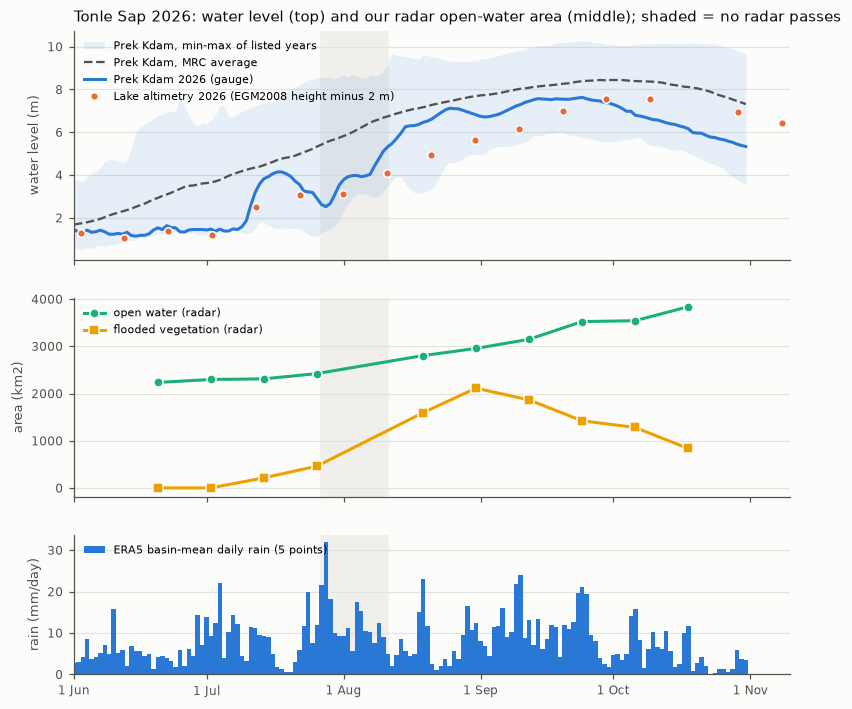 Tonle Sap 2026: water level (top) and our radar open-water area (middle); shaded = no radar passes
Prek Kdam, min-max of listed years
Prek Kdam, MRC average
Prek Kdam 2026 (gauge)
Lake altimetry 2026 (EGM2008 height minus 2 m)
water level (m)
10
8
6
4
2
open water (radar)
flooded vegetation (radar)
area (km2)
4000
3000
2000
1000
0
ERA5 basin-mean daily rain (5 points)
rain (mm/day)
30
20
10
0
1 Jun
1 Jul
1 Aug
1 Sep
1 Oct
1 Nov